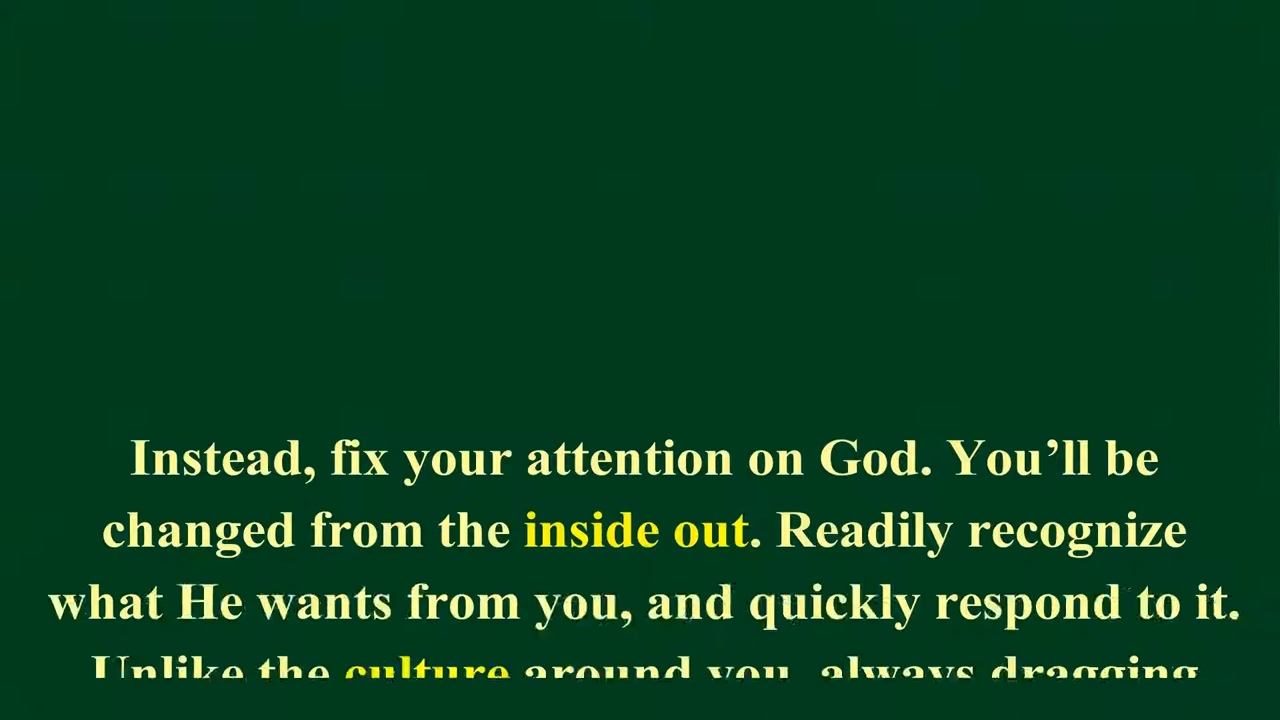 Instead, fix your attention on God. You’ll be
changed from the inside out. Readily recognize
what He wants from you, and quickly respond to it.
Unlike the culture around you, always dragging